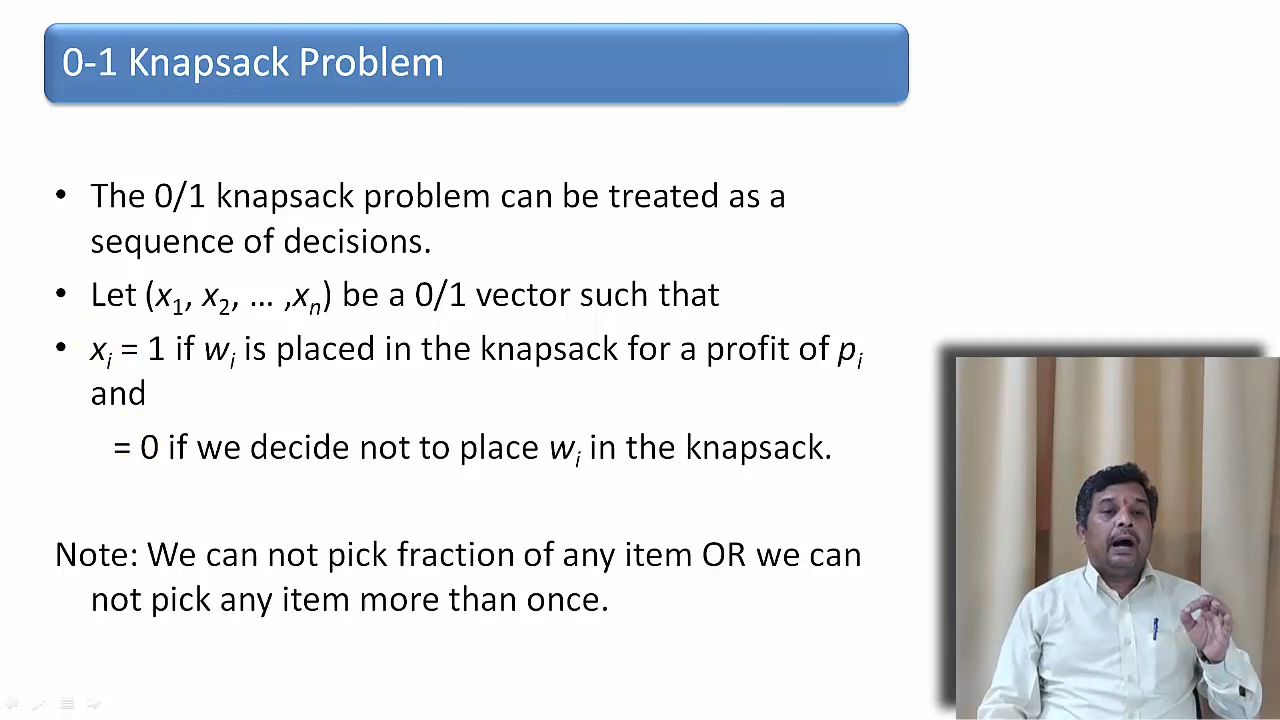 0-1 Knapsack Problem
• The 0/1 knapsack problem can be treated as a
sequence of decisions.
• Let (x₁, x₂, … ,xₙ) be a 0/1 vector such that
• xᵢ = 1 if wᵢ is placed in the knapsack for a profit of pᵢ
and
= 0 if we decide not to place wᵢ in the knapsack.
Note: We can not pick fraction of any item OR we can
not pick any item more than once.